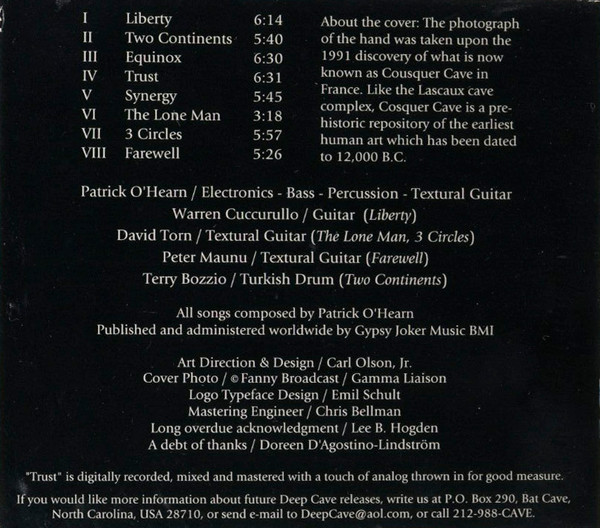 I Liberty 6:14
II Two Continents 5:40
III Equinox 6:30
IV Trust 6:31
V Synergy 5:45
VI The Lone Man 3:18
VII 3 Circles 5:57
VIII Farewell 5:26
About the cover: The photograph
of the hand was taken upon the
1991 discovery of what is now
known as Cousquer Cave in
France. Like the Lascaux cave
complex, Cosquer Cave is a pre-
historic repository of the earliest
human art which has been dated
to 12,000 B.C.
Patrick O'Hearn / Electronics - Bass - Percussion - Textural Guitar
Warren Cuccurullo / Guitar (Liberty)
David Torn / Textural Guitar (The Lone Man, 3 Circles)
Peter Maunu / Textural Guitar (Farewell)
Terry Bozzio / Turkish Drum (Two Continents)
All songs composed by Patrick O'Hearn
Published and administered worldwide by Gypsy Joker Music BMI
Art Direction & Design / Carl Olson, Jr.
Cover Photo / © Fanny Broadcast / Gamma Liaison
Logo Typeface Design / Emil Schult
Mastering Engineer / Chris Bellman
Long overdue acknowledgment / Lee B. Hogden
A debt of thanks / Doreen D'Agostino-Lindström
"Trust" is digitally recorded, mixed and mastered with a touch of analog thrown in for good measure.
If you would like more information about future Deep Cave releases, write us at P.O. Box 290, Bat Cave,
North Carolina, USA 28710, or send e-mail to DeepCave@aol.com, or call 212-988-CAVE.